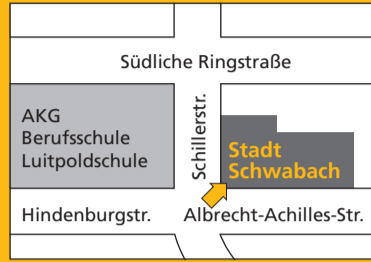 Südliche Ringstraße
AKG
Berufsschule
Luitpoldschule
Schillerstr.
Stadt
Schwabach
Hindenburgstr.
Albrecht-Achilles-Str.